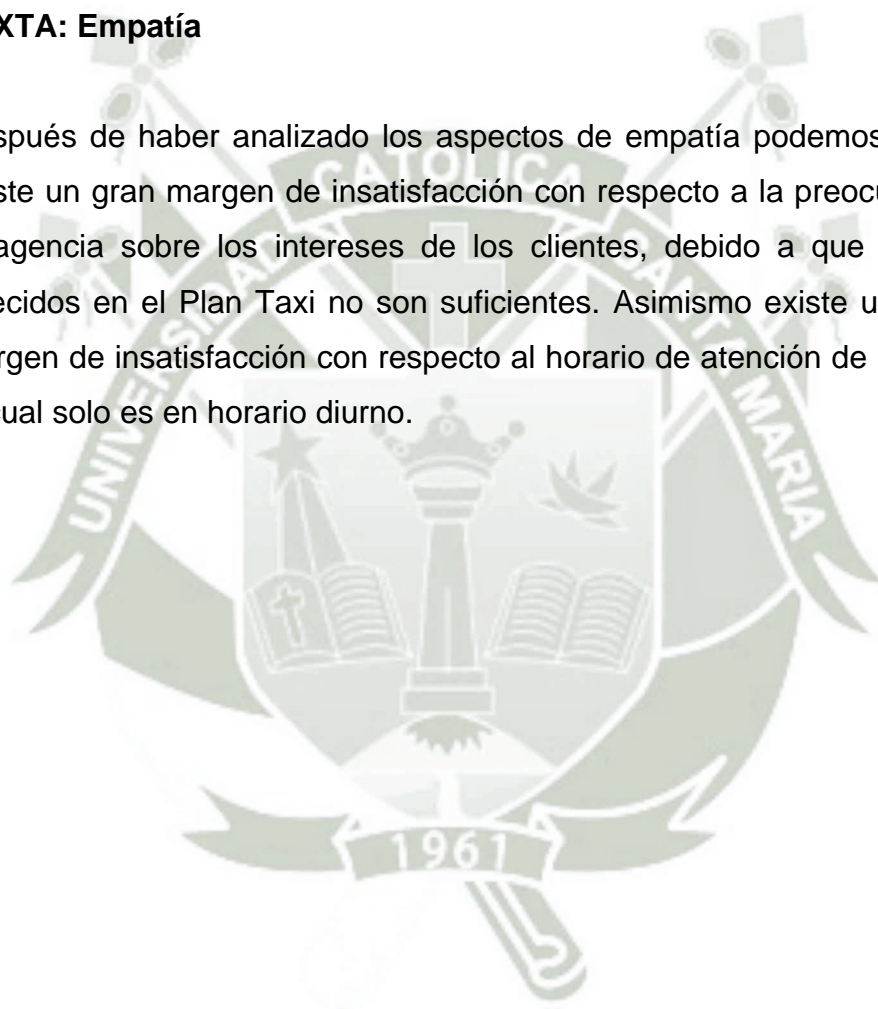 XTA: Empatía
spués de haber analizado los aspectos de empatía podemos
ste un gran margen de insatisfacción con respecto a la preocu
agencia sobre los intereses de los clientes, debido a que
ecidos en el Plan Taxi no son suficientes. Asimismo existe u
rgen de insatisfacción con respecto al horario de atención de
cual solo es en horario diurno.
UNIVERSIDAD CATOLICA SANTA MARIA
1961